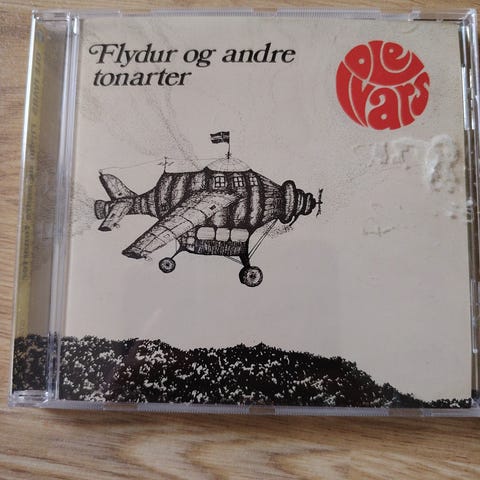 Flydur og andre
tonarter
Ole
Ivars